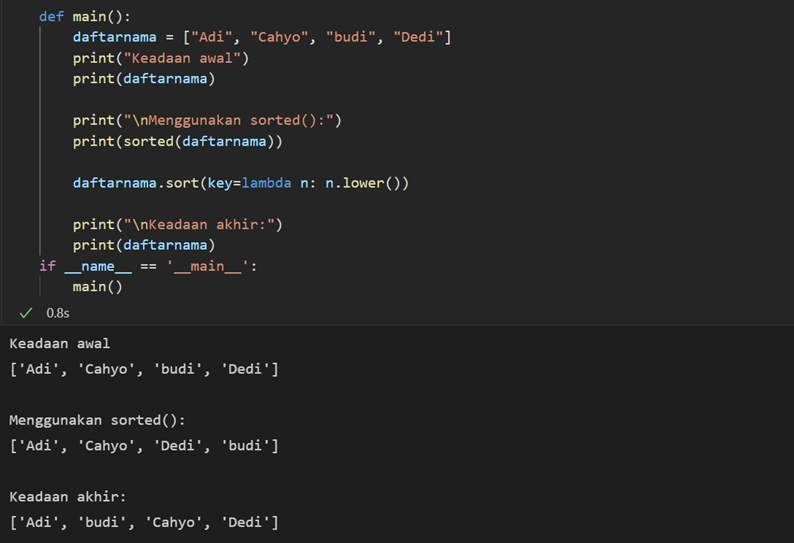 def main():
    daftarnama = ["Adi", "Cahyo", "budi", "Dedi"]
    print("Keadaan awal")
    print(daftarnama)

    print("\nMenggunakan sorted():")
    print(sorted(daftarnama))

    daftarnama.sort(key=lambda n: n.lower())

    print("\nKeadaan akhir:")
    print(daftarnama)
if __name__ == '__main__':
    main()
0.8s
Keadaan awal
['Adi', 'Cahyo', 'budi', 'Dedi']

Menggunakan sorted():
['Adi', 'Cahyo', 'Dedi', 'budi']

Keadaan akhir:
['Adi', 'budi', 'Cahyo', 'Dedi']